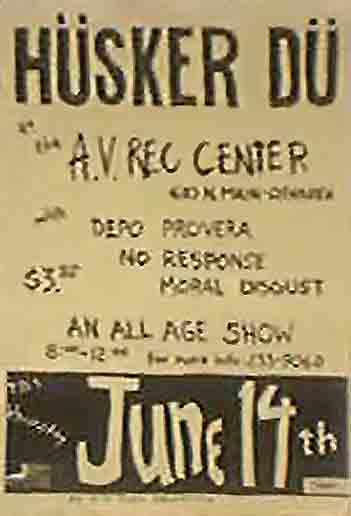 HÜSKER DÜ
at the A.V. REC CENTER
with DEPO PROVERA
NO RESPONSE
$3.
MORAL DISGUST
AN ALL AGE SHOW
8:00-12:00 for more info
JUNE 14th